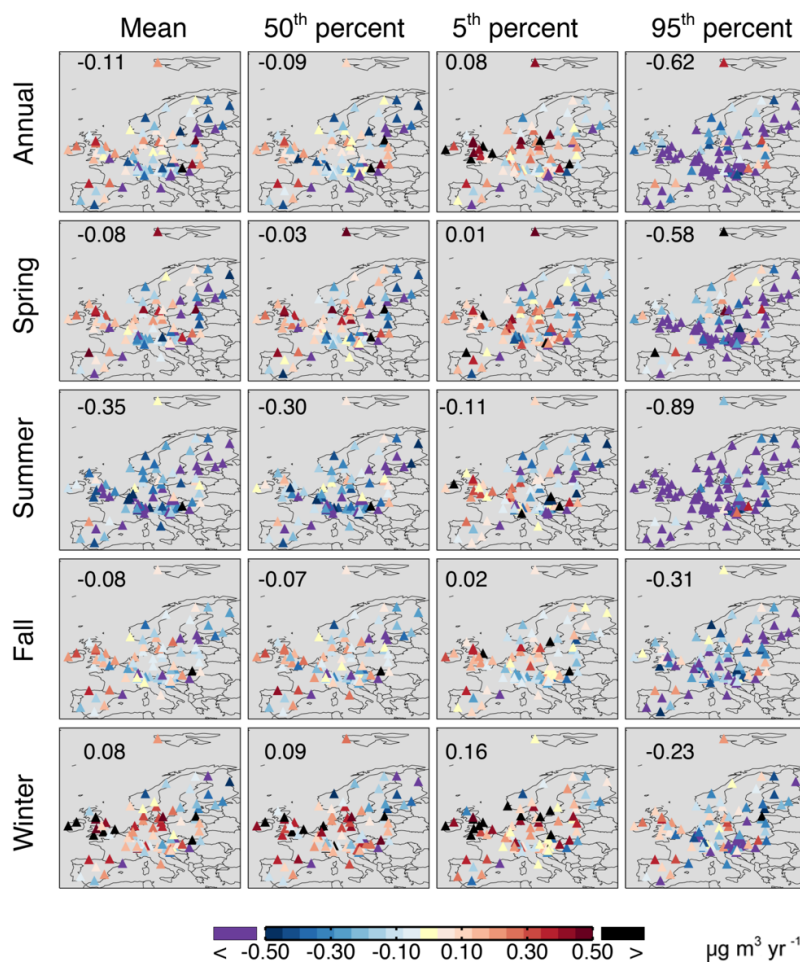 Mean 50th percent 5th percent 95th percent
Annual -0.11 -0.09 0.08 -0.62
Spring -0.08 -0.03 0.01 -0.58
Summer -0.35 -0.30 -0.11 -0.89
Fall -0.08 -0.07 0.02 -0.31
Winter 0.08 0.09 0.16 -0.23
< -0.50 -0.30 -0.10 0.10 0.30 0.50 > µg m3 yr -1